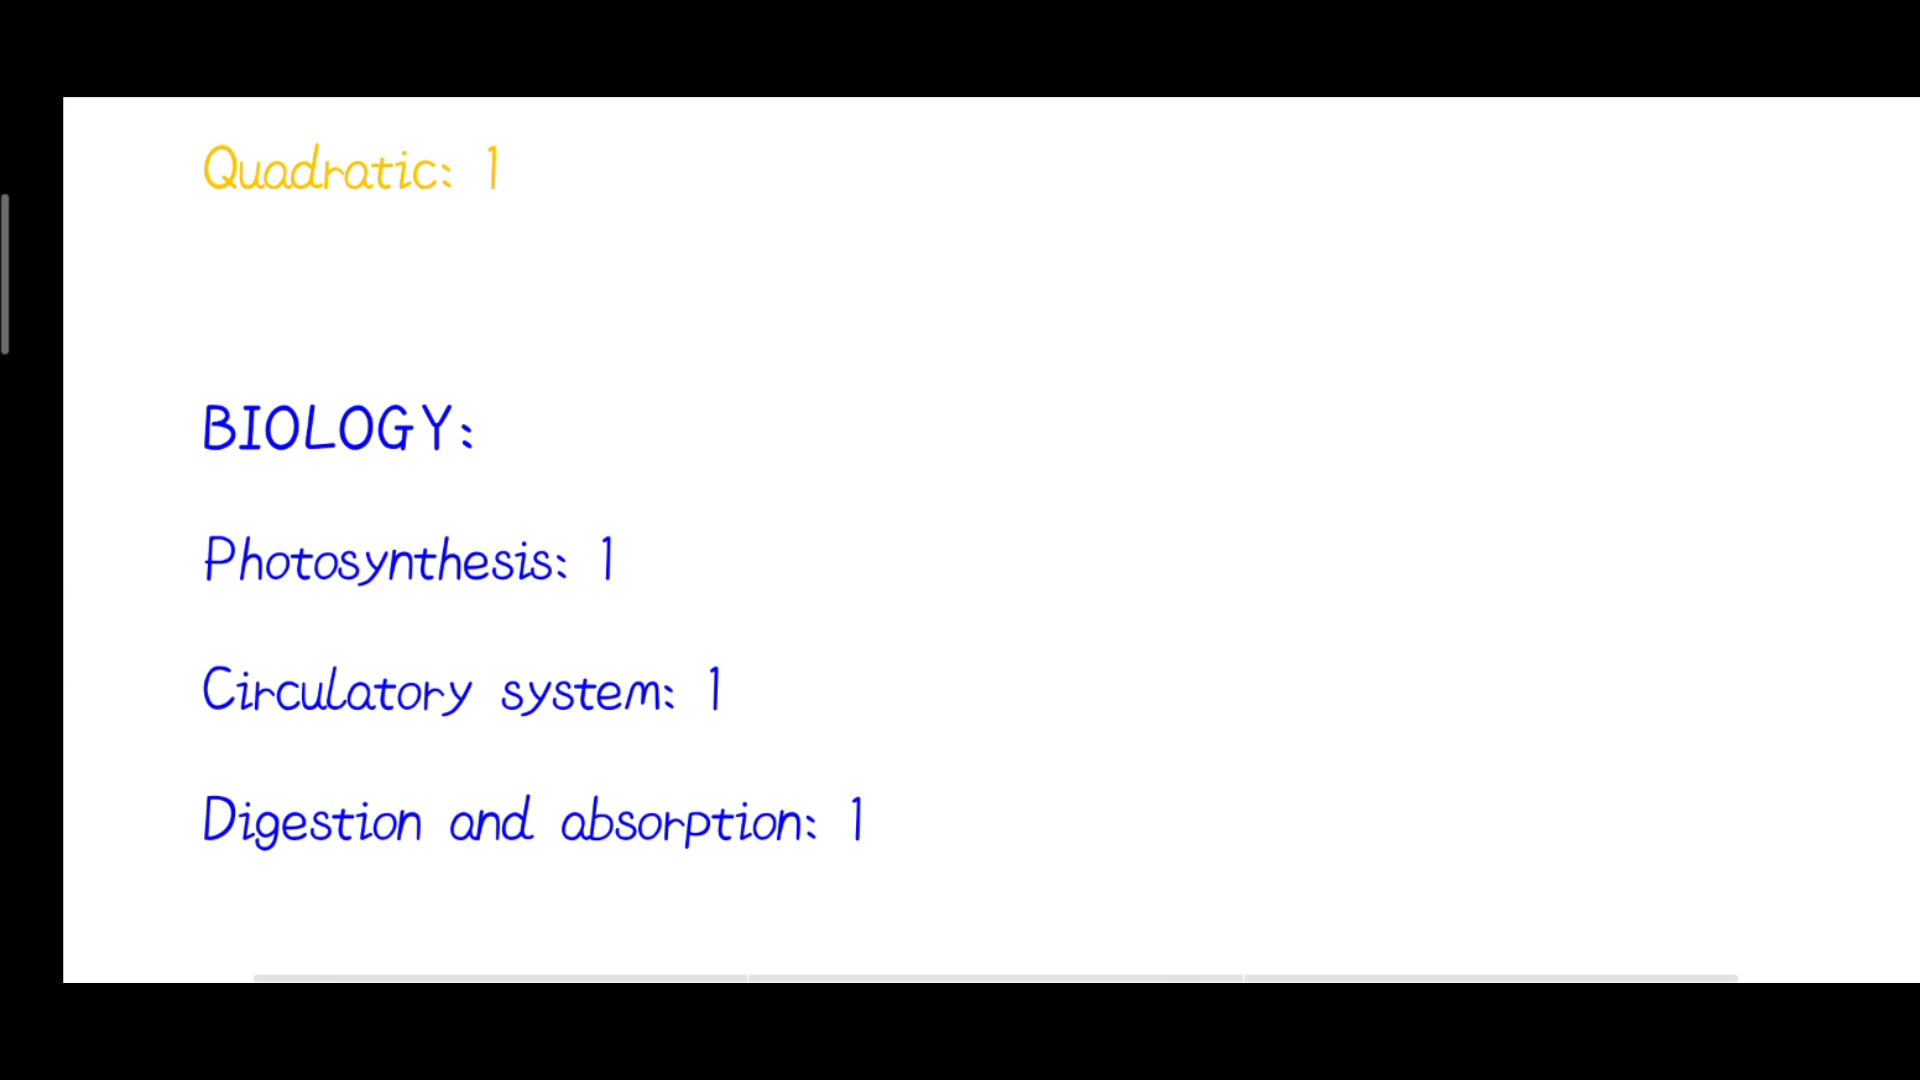 Quadratic: 1
BIOLOGY:
Photosynthesis: 1
Circulatory system: 1
Digestion and absorption: 1